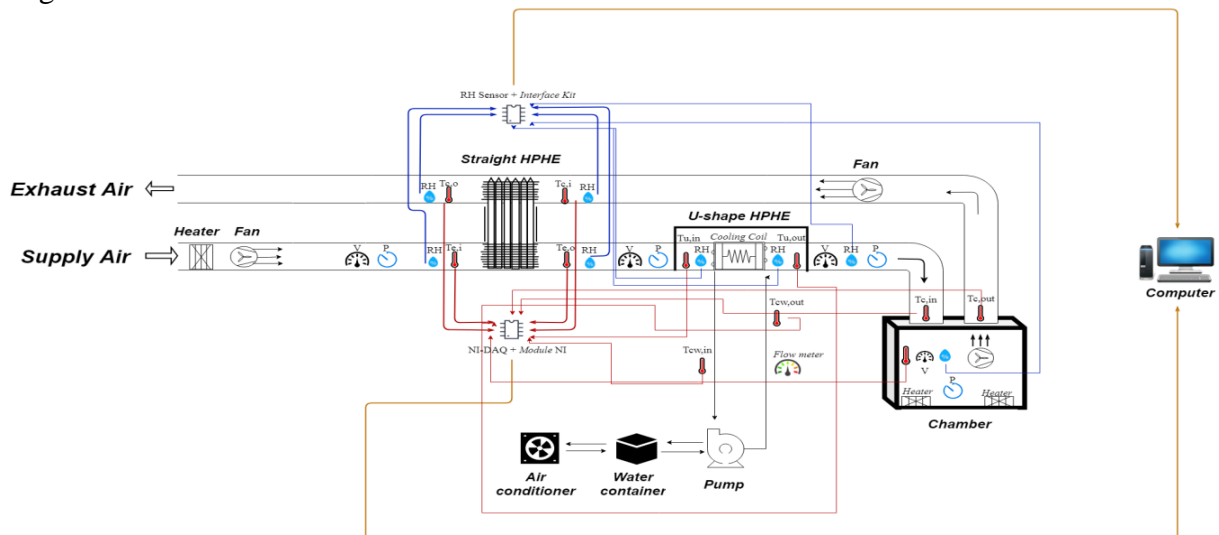 RH Sensor + Interface Kit
Straight HPHE
Fan
Exhaust Air
RH Tc,o
Tc,i RH
U-shape HPHE
Heater Fan
Cooling Coil
Tu,in
Tu,out
Supply Air
V P
RH Te,i
Te,o RH
V P
RH
RH
V RH P
Computer
Tcw,out
Tc,in
Tc,out
NI-DAQ + Module NI
Tcw,in
Flow meter
V
P
Heater
Heater
Chamber
Air
conditioner
Water
container
Pump